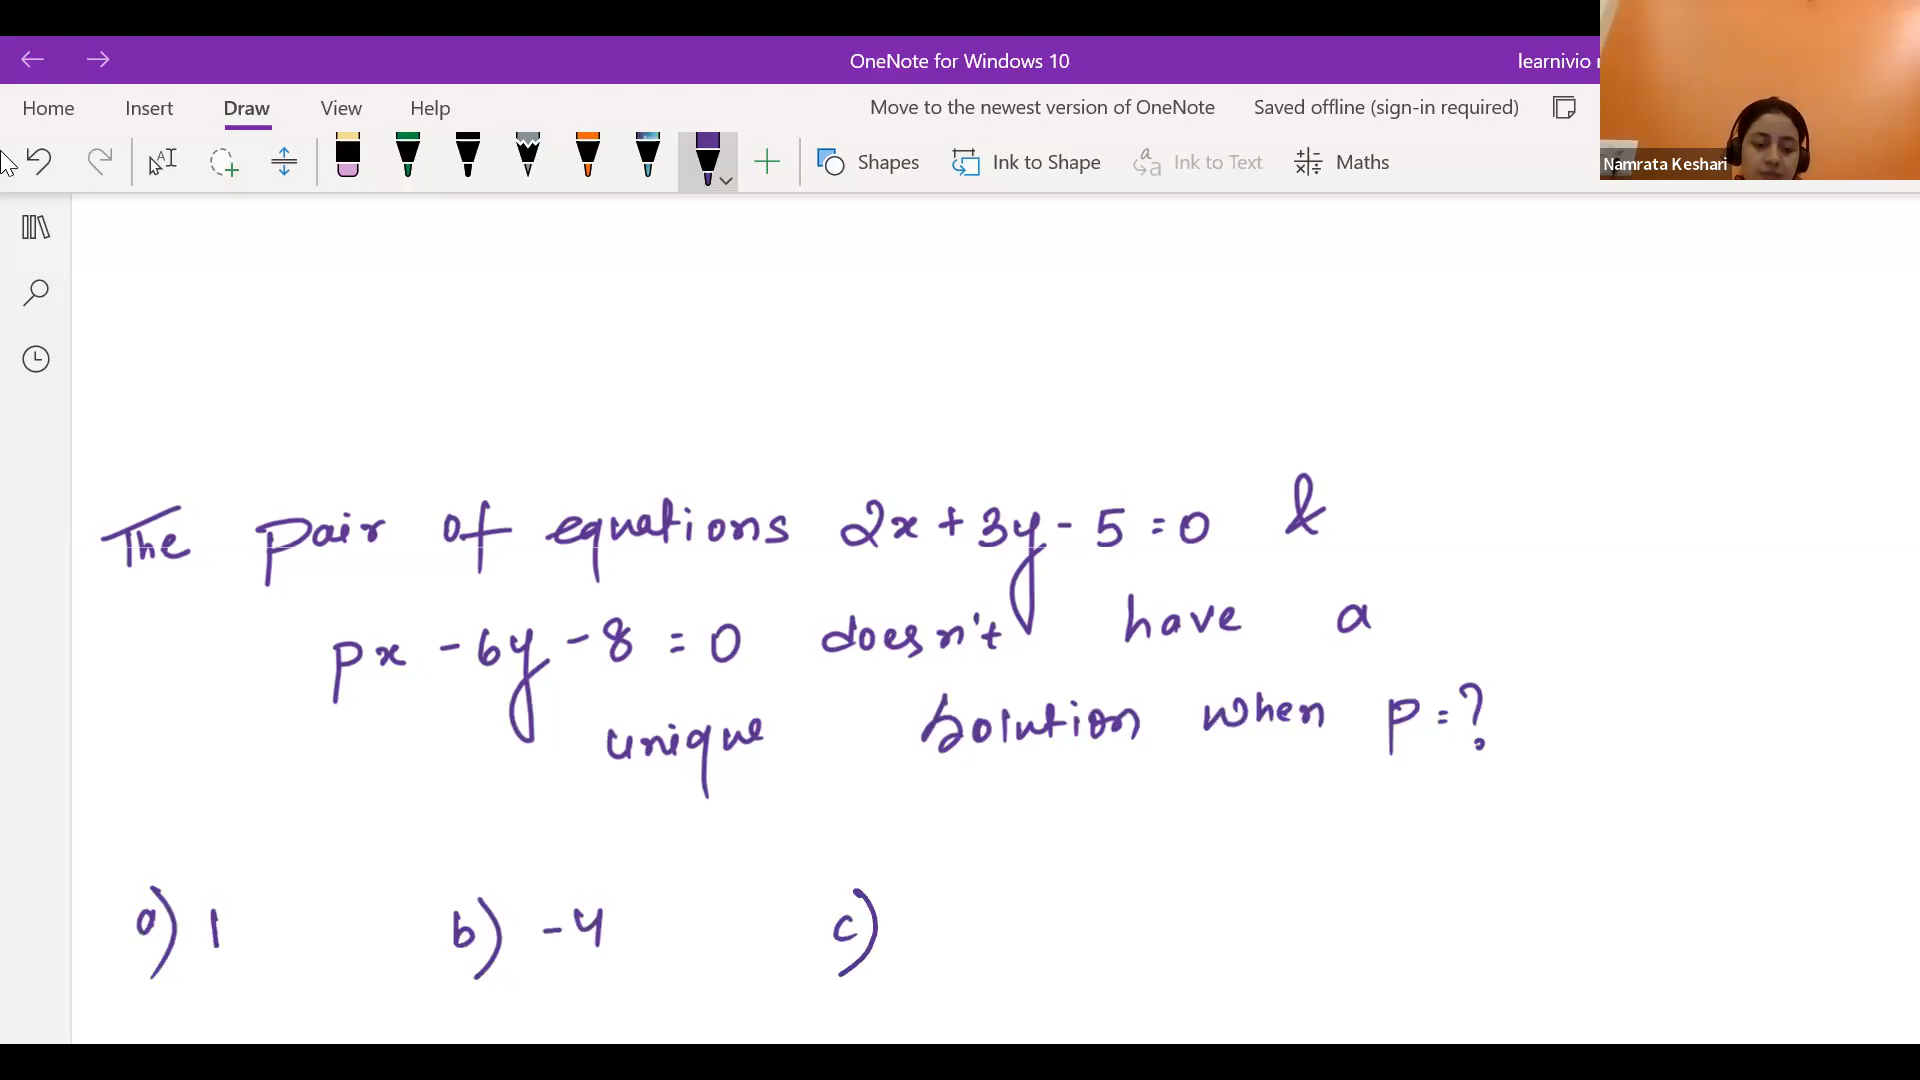 OneNote for Windows 10
learnivio
Home Insert Draw View Help
Move to the newest version of OneNote Saved offline (sign-in required)
Shapes Ink to Shape Ink to Text Maths
Namrata Keshari
The pair of equations 2x + 3y - 5 = 0 &
px - 6y - 8 = 0 doesn't have a
unique solution when p = ?
a) 1 b) -4 c)